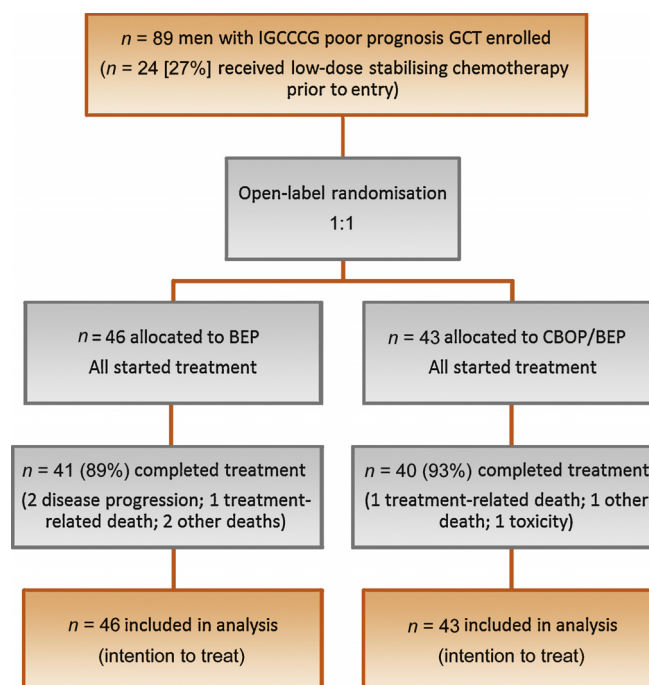 n = 89 men with IGCCCG poor prognosis GCT enrolled
(n = 24 [27%] received low-dose stabilising chemotherapy
prior to entry)
Open-label randomisation
1:1
n = 46 allocated to BEP
All started treatment
n = 43 allocated to CBOP/BEP
All started treatment
n = 41 (89%) completed treatment
(2 disease progression; 1 treatment-
related death; 2 other deaths)
n = 40 (93%) completed treatment
(1 treatment-related death; 1 other
death; 1 toxicity)
n = 46 included in analysis
(intention to treat)
n = 43 included in analysis
(intention to treat)